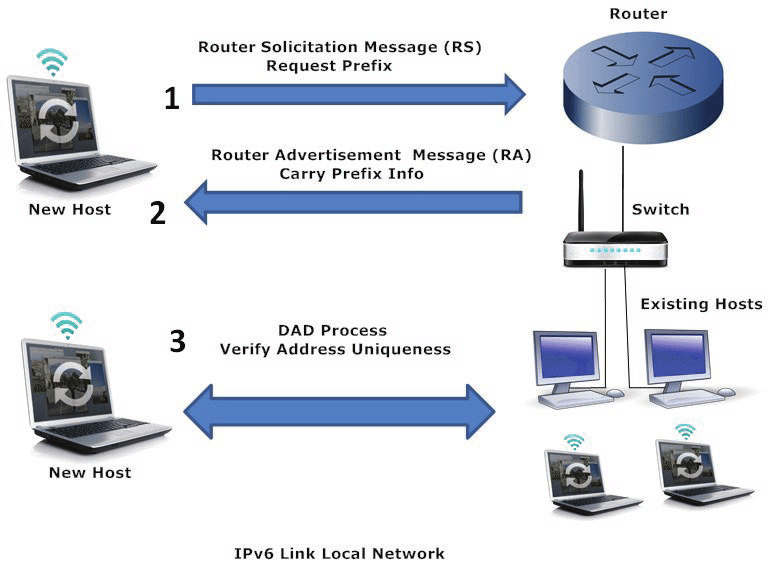 Router
Router Solicitation Message (RS)
Request Prefix
1
Router Advertisement Message (RA)
Carry Prefix Info
New Host
2
Switch
Existing Hosts
3
DAD Process
Verify Address Uniqueness
New Host
IPv6 Link Local Network